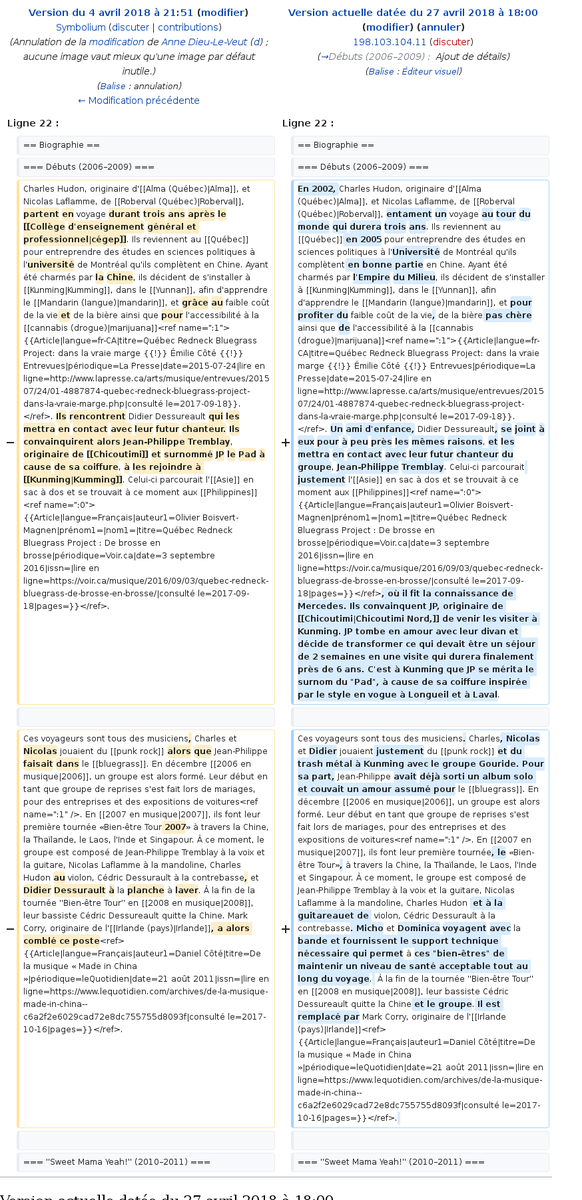 Version du 4 avril 2018 à 21:51 (modifier)
Symbolium (discuter | contributions)
(Annulation de la modification de Anne Dieu-Le-Veut (d) ;
aucune image vaut mieux qu'une image par défaut
inutile.)
(Balise : annulation)
← Modification précédente
Version actuelle datée du 27 avril 2018 à 18:00
(modifier) (annuler)
198.103.104.11 (discuter)
(→Débuts (2006–2009) : Ajout de détails)
(Balise : Éditeur visuel)
Ligne 22 :
Ligne 22 :
== Biographie ==
== Biographie ==
=== Débuts (2006–2009) ===
=== Débuts (2006–2009) ===
−
Charles Hudon, originaire d'[[Alma (Québec)|Alma]], et
Nicolas Laflamme, de [[Roberval (Québec)|Roberval]],
partent en voyage durant trois ans après le
[[Collège d'enseignement général et
professionnel|cégep]]. Ils reviennent au [[Québec]]
pour entreprendre des études en sciences politiques à
l'université de Montréal qu'ils complètent en Chine. Ayant
été charmés par la Chine, ils décident de s'installer à
[[Kunming|Kumming]], dans le [[Yunnan]], afin d'apprendre
le [[Mandarin (langue)|mandarin]], et grâce au faible coût
de la vie et de la bière ainsi que pour l'accessibilité à la
[[cannabis (drogue)|marijuana]]<ref name=":1">
{{Article|langue=fr-CA|titre=Québec Redneck Bluegrass
Project: dans la vraie marge {{!}} Émilie Côté {{!}}
Entrevues|périodique=La Presse|date=2015-07-24|lire en
ligne=http://www.lapresse.ca/arts/musique/entrevues/2015
07/24/01-4887874-quebec-redneck-bluegrass-project-
dans-la-vraie-marge.php|consulté le=2017-09-18}}.
</ref>. Ils rencontrent Didier Dessureault qui les
mettra en contact avec leur futur chanteur. Ils
convainquirent alors Jean-Philippe Tremblay,
originaire de [[Chicoutimi]] et surnommé JP le Pad à
cause de sa coiffure, à les rejoindre à
[[Kunming|Kumming]]. Celui-ci parcourait l'[[Asie]] en
sac à dos et se trouvait à ce moment aux [[Philippines]]
<ref name=":0">
{{Article|langue=Français|auteur1=Olivier Boisvert-
Magnen|prénom1=|nom1=|titre=Québec Redneck
Bluegrass Project : De brosse en
brosse|périodique=Voir.ca|date=3 septembre
2016|issn=|lire en
ligne=https://voir.ca/musique/2016/09/03/quebec-redneck-
bluegrass-de-brosse-en-brosse/|consulté le=2017-09-
18|pages=}}</ref>.
+
En 2002, Charles Hudon, originaire d'[[Alma
(Québec)|Alma]], et Nicolas Laflamme, de [[Roberval
(Québec)|Roberval]], entament un voyage au tour du
monde qui durera trois ans. Ils reviennent au
[[Québec]] en 2005 pour entreprendre des études en
sciences politiques à l'Université de Montréal qu'ils
complètent en bonne partie en Chine. Ayant été
charmés par l'Empire du Milieu, ils décident de s'installer
à [[Kunming|Kumming]], dans le [[Yunnan]], afin
d'apprendre le [[Mandarin (langue)|mandarin]], et pour
profiter du faible coût de la vie, de la bière pas chère
ainsi que de l'accessibilité à la [[cannabis
(drogue)|marijuana]]<ref name=":1">{{Article|langue=fr-
CA|titre=Québec Redneck Bluegrass Project: dans la
vraie marge {{!}} Émilie Côté {{!}}
Entrevues|périodique=La Presse|date=2015-07-24|lire en
ligne=http://www.lapresse.ca/arts/musique/entrevues/2015
07/24/01-4887874-quebec-redneck-bluegrass-project-
dans-la-vraie-marge.php|consulté le=2017-09-18}}.
</ref>. Un ami d'enfance, Didier Dessureault, se joint à
eux pour à peu près les mêmes raisons, et les
mettra en contact avec leur futur chanteur du
groupe, Jean-Philippe Tremblay. Celui-ci parcourait
justement l'[[Asie]] en sac à dos et se trouvait à ce
moment aux [[Philippines]]<ref name=":0">
{{Article|langue=Français|auteur1=Olivier Boisvert-
Magnen|prénom1=|nom1=|titre=Québec Redneck
Bluegrass Project : De brosse en
brosse|périodique=Voir.ca|date=3 septembre
2016|issn=|lire en
ligne=https://voir.ca/musique/2016/09/03/quebec-redneck-
bluegrass-de-brosse-en-brosse/|consulté le=2017-09-
18|pages=}}</ref>, où il fit la connaissance de
Mercedes. Ils convainquent JP, originaire de
[[Chicoutimi|Chicoutimi Nord,]] de venir les visiter à
Kunming. JP tombe en amour avec leur divan et
décide de transformer ce qui devait être un séjour
de 2 semaines en une visite qui durera finalement
près de 6 ans. C'est à Kunming que JP se mérita le
surnom du "Pad", à cause de sa coiffure inspirée
par le style en vogue à Longueil et à Laval.
−
Ces voyageurs sont tous des musiciens, Charles et
Nicolas jouaient du [[punk rock]] alors que Jean-Philippe
faisait dans le [[bluegrass]]. En décembre [[2006 en
musique|2006]], un groupe est alors formé. Leur début en
tant que groupe de reprises s'est fait lors de mariages,
pour des entreprises et des expositions de voitures<ref
name=":1" />. En [[2007 en musique|2007]], ils font leur
première tournée «Bien-être Tour 2007» à travers la Chine,
la Thaïlande, le Laos, l'Inde et Singapour. À ce moment, le
groupe est composé de Jean-Philippe Tremblay à la voix et
la guitare, Nicolas Laflamme à la mandoline, Charles
Hudon au violon, Cédric Dessurault à la contrebasse, et
Didier Dessurault à la planche à laver. À la fin de la
tournée ''Bien-être Tour'' en [[2008 en musique|2008]],
leur bassiste Cédric Dessureault quitte la Chine. Mark
Corry, originaire de l'[[Irlande (pays)|Irlande]], a alors
comblé ce poste<ref>
{{Article|langue=Français|auteur1=Daniel Côté|titre=De
la musique « Made in China
»|périodique=leQuotidien|date=21 août 2011|issn=|lire en
ligne=https://www.lequotidien.com/archives/de-la-musique-
made-in-china--
c6a2f2e6029cad72e8dc755755d8093f|consulté le=2017-
10-16|pages=}}</ref>.
+
Ces voyageurs sont tous des musiciens. Charles, Nicolas
et Didier jouaient justement du [[punk rock]] et du
trash métal à Kunming avec le groupe Gouride. Pour
sa part, Jean-Philippe avait déjà sorti un album solo
et couvait un amour assumé pour le [[bluegrass]]. En
décembre [[2006 en musique|2006]], un groupe est alors
formé. Leur début en tant que groupe de reprises s'est
fait lors de mariages, pour des entreprises et des
expositions de voitures<ref name=":1" />. En [[2007 en
musique|2007]], ils font leur première tournée, le «Bien-
être Tour», à travers la Chine, la Thaïlande, le Laos, l'Inde
et Singapour. À ce moment, le groupe est composé de
Jean-Philippe Tremblay à la voix et la guitare, Nicolas
Laflamme à la mandoline, Charles Hudon et à la
guitareauet de violon, Cédric Dessurault à la
contrebasse. Micho et Dominica voyagent avec la
bande et fournissent le support technique
nécessaire qui permet à ces "bien-êtres" de
maintenir un niveau de santé acceptable tout au
long du voyage. À la fin de la tournée ''Bien-être Tour''
en [[2008 en musique|2008]], leur bassiste Cédric
Dessureault quitte la Chine et le groupe. Il est
remplacé par Mark Corry, originaire de l'[[Irlande
(pays)|Irlande]]<ref>
{{Article|langue=Français|auteur1=Daniel Côté|titre=De
la musique « Made in China
»|périodique=leQuotidien|date=21 août 2011|issn=|lire en
ligne=https://www.lequotidien.com/archives/de-la-musique-
made-in-china--
c6a2f2e6029cad72e8dc755755d8093f|consulté le=2017-
10-16|pages=}}</ref>.
=== ''Sweet Mama Yeah!'' (2010–2011) ===
=== ''Sweet Mama Yeah!'' (2010–2011) ===
Version actuelle datée du 27 avril 2018 à 18:00